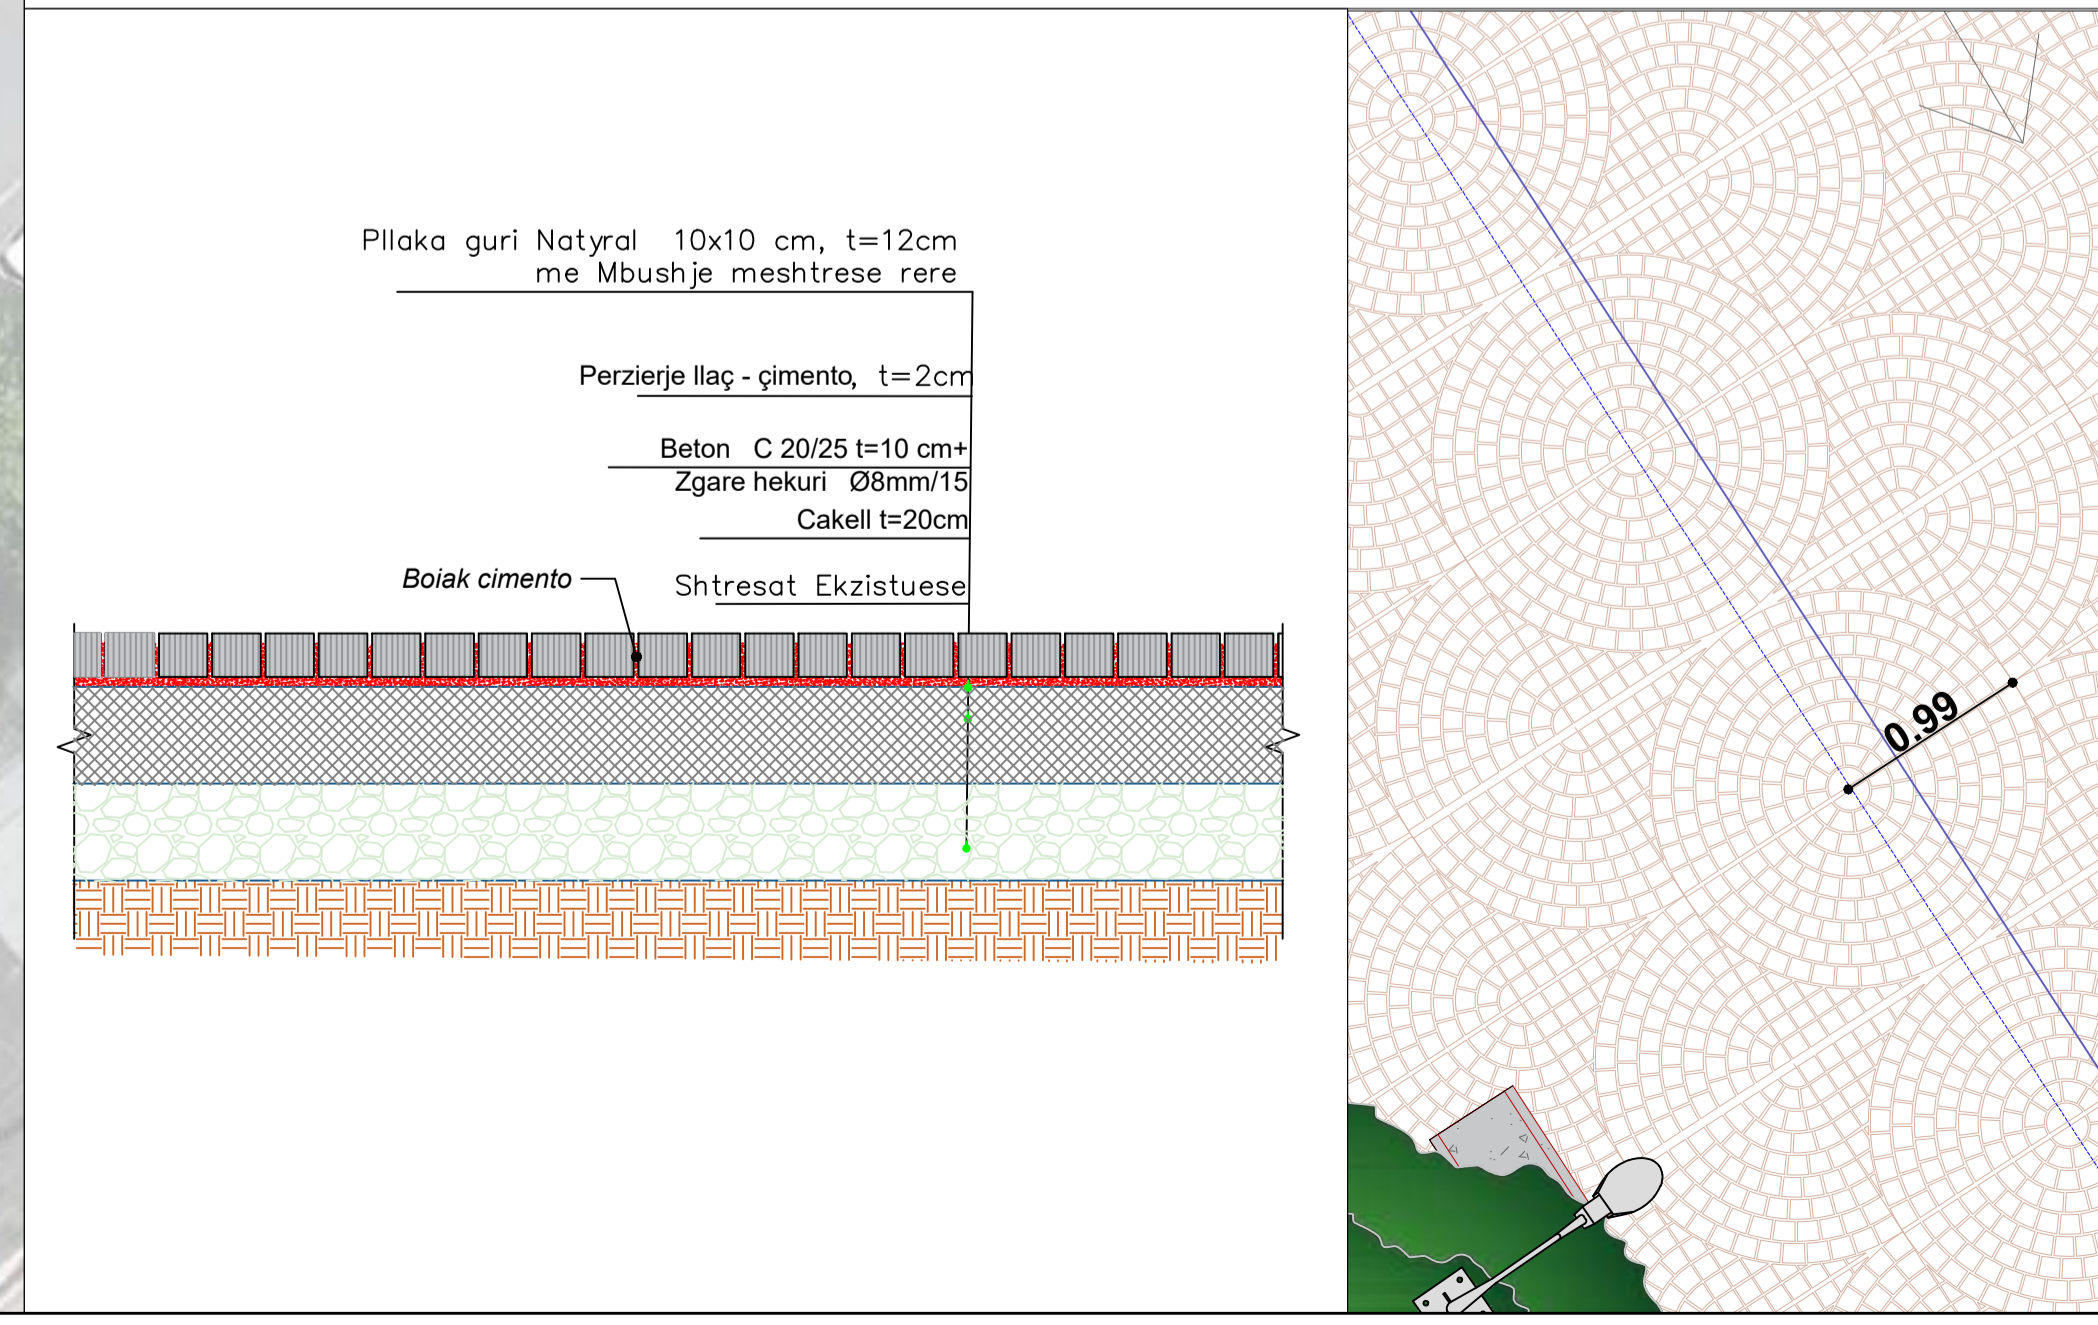 Pllaka guri Natyral 10x10 cm, t=12cm
me Mbushje meshtrese rere
Perzierje llaç - çimento, t=2cm
Beton C 20/25 t=10 cm+
Zgare hekuri Ø8mm/15
Cakell t=20cm
Boiak cimento
Shtresat Ekzistuese
0.99